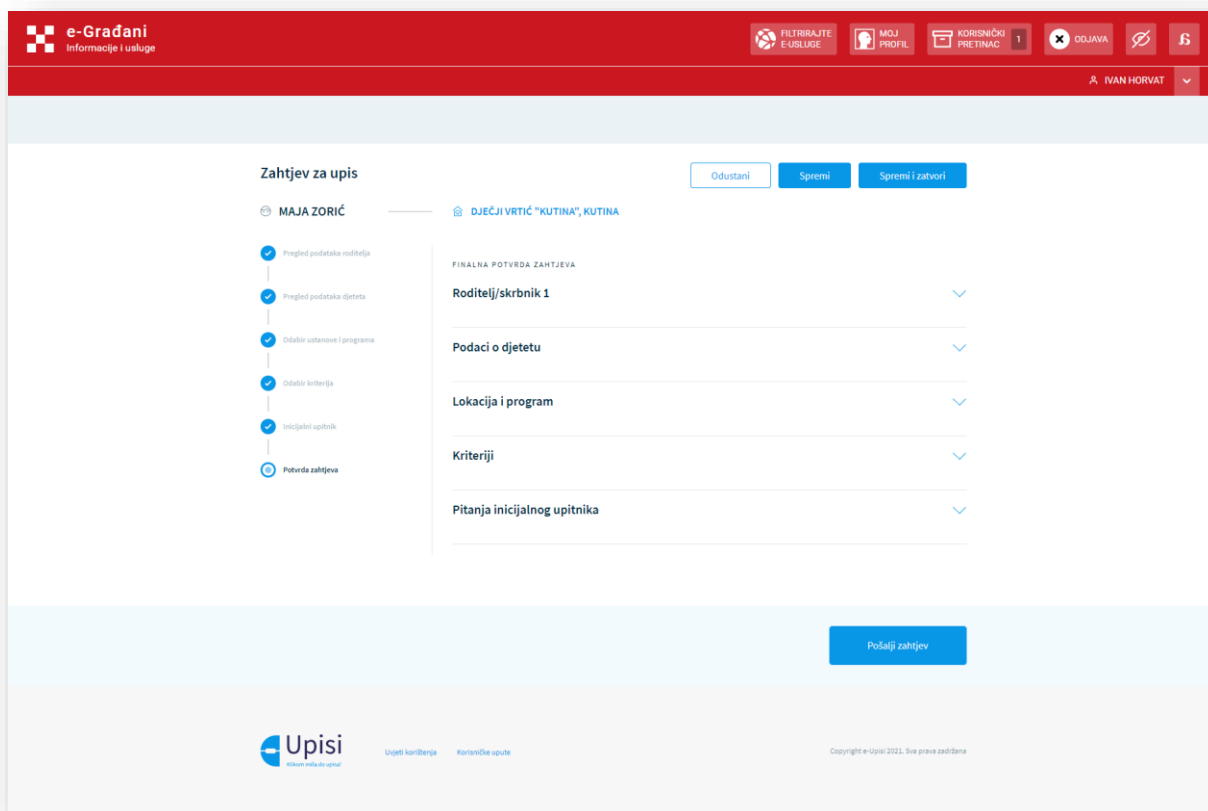 e-Građani
Informacije i usluge
FILTRIRAJTE
E-USLUGE
MOJ
PROFIL
KORISNIČKI
PRETINAC
1
ODJAVA
IVAN HORVAT
Zahtjev za upis
Odustani
Spremi
Spremi i zatvori
MAJA ZORIĆ
DJEČJI VRTIĆ "KUTINA", KUTINA
Pregled podataka roditelja
Pregled podataka djeteta
Odabir ustanove i programa
Odabir kriterija
Inicijalni upitnik
Potvrda zahtjeva
FINALNA POTVRDA ZAHTJEVA
Roditelj/skrbnik 1
Podaci o djetetu
Lokacija i program
Kriteriji
Pitanja inicijalnog upitnika
Pošalji zahtjev
Upisi
Klikom miša do upisa!
Uvjeti korištenja
Korisničke upute
Copyright e-Upisi 2021. Sva prava zadržana